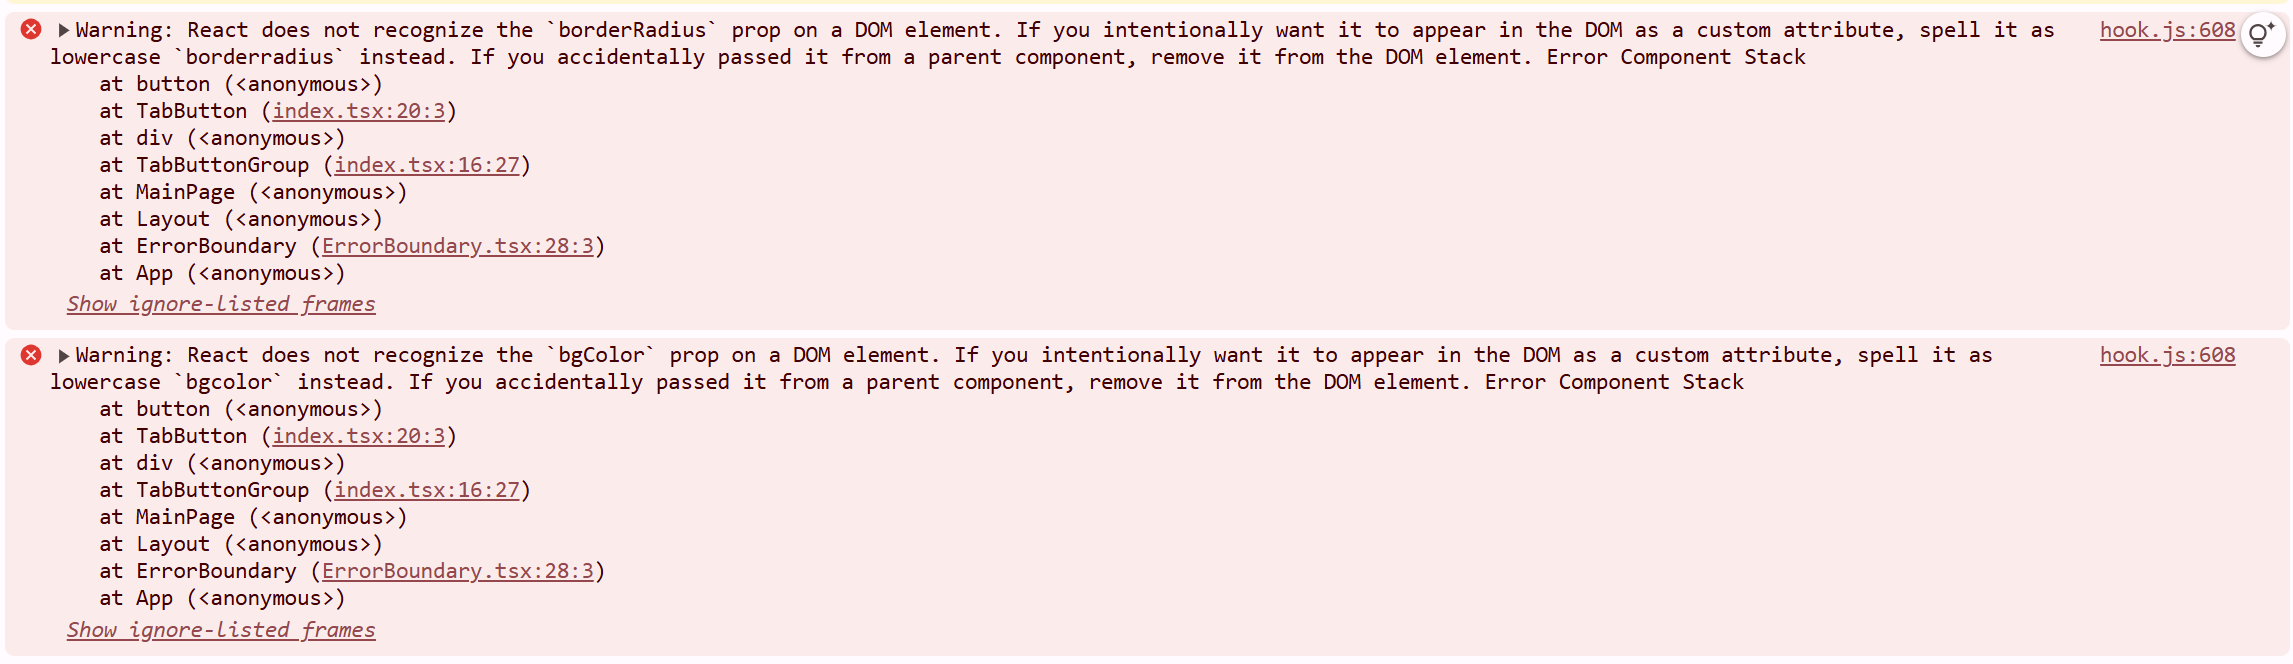 Warning: React does not recognize the `borderRadius` prop on a DOM element. If you intentionally want it to appear in the DOM as a custom attribute, spell it as hook.js:608
lowercase `borderradius` instead. If you accidentally passed it from a parent component, remove it from the DOM element. Error Component Stack
at button (<anonymous>)
at TabButton (index.tsx:20:3)
at div (<anonymous>)
at TabButtonGroup (index.tsx:16:27)
at MainPage (<anonymous>)
at Layout (<anonymous>)
at ErrorBoundary (ErrorBoundary.tsx:28:3)
at App (<anonymous>)
Show ignore-listed frames
Warning: React does not recognize the `bgColor` prop on a DOM element. If you intentionally want it to appear in the DOM as a custom attribute, spell it as hook.js:608
lowercase `bgcolor` instead. If you accidentally passed it from a parent component, remove it from the DOM element. Error Component Stack
at button (<anonymous>)
at TabButton (index.tsx:20:3)
at div (<anonymous>)
at TabButtonGroup (index.tsx:16:27)
at MainPage (<anonymous>)
at Layout (<anonymous>)
at ErrorBoundary (ErrorBoundary.tsx:28:3)
at App (<anonymous>)
Show ignore-listed frames